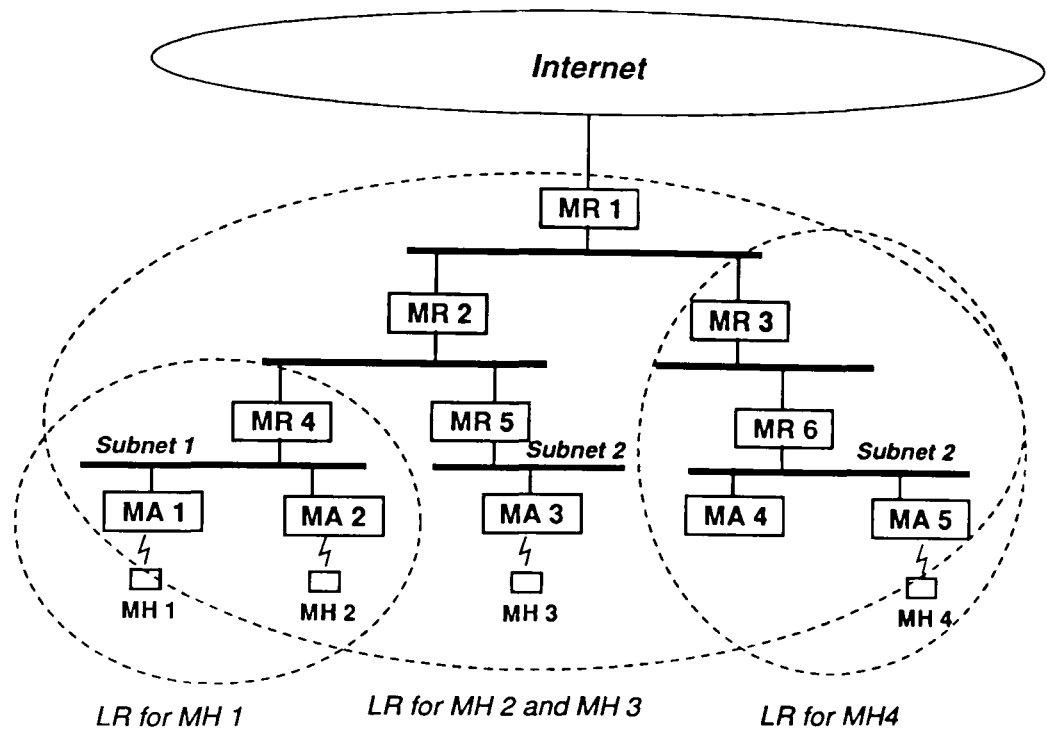 Internet
MR 1
MR 2
MR 3
MR 4
MR 5
MR 6
Subnet 1
Subnet 2
Subnet 2
MA 1
MA 2
MA 3
MA 4
MA 5
MH 1
MH 2
MH 3
MH 4
LR for MH 1
LR for MH 2 and MH 3
LR for MH4